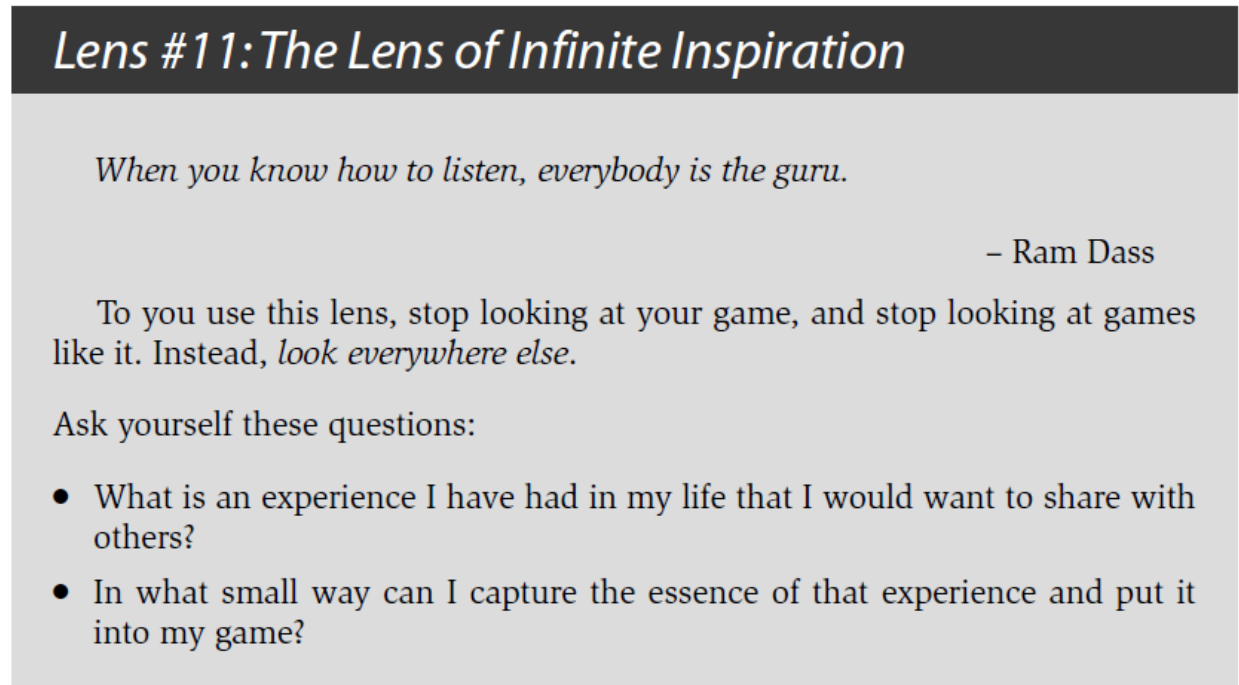 Lens #11: The Lens of Infinite Inspiration
When you know how to listen, everybody is the guru.
– Ram Dass
To you use this lens, stop looking at your game, and stop looking at games
like it. Instead, look everywhere else.
Ask yourself these questions:
● What is an experience I have had in my life that I would want to share with
others?
● In what small way can I capture the essence of that experience and put it
into my game?